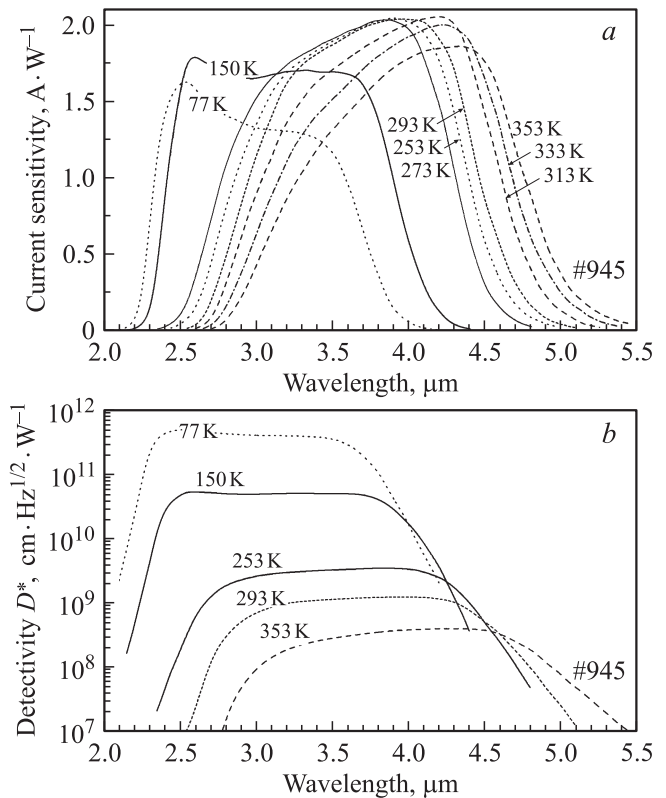 a
Current sensitivity, A · W⁻¹
2.0
1.5
1.0
0.5
0
150 K
77 K
293 K
253 K
273 K
353 K
333 K
313 K
#945
2.0 2.5 3.0 3.5 4.0 4.5 5.0 5.5
Wavelength, μm
b
Detectivity D*, cm · Hz¹/² · W⁻¹
10¹²
10¹¹
10¹⁰
10⁹
10⁸
10⁷
77 K
150 K
253 K
293 K
353 K
#945
2.0 2.5 3.0 3.5 4.0 4.5 5.0 5.5
Wavelength, μm